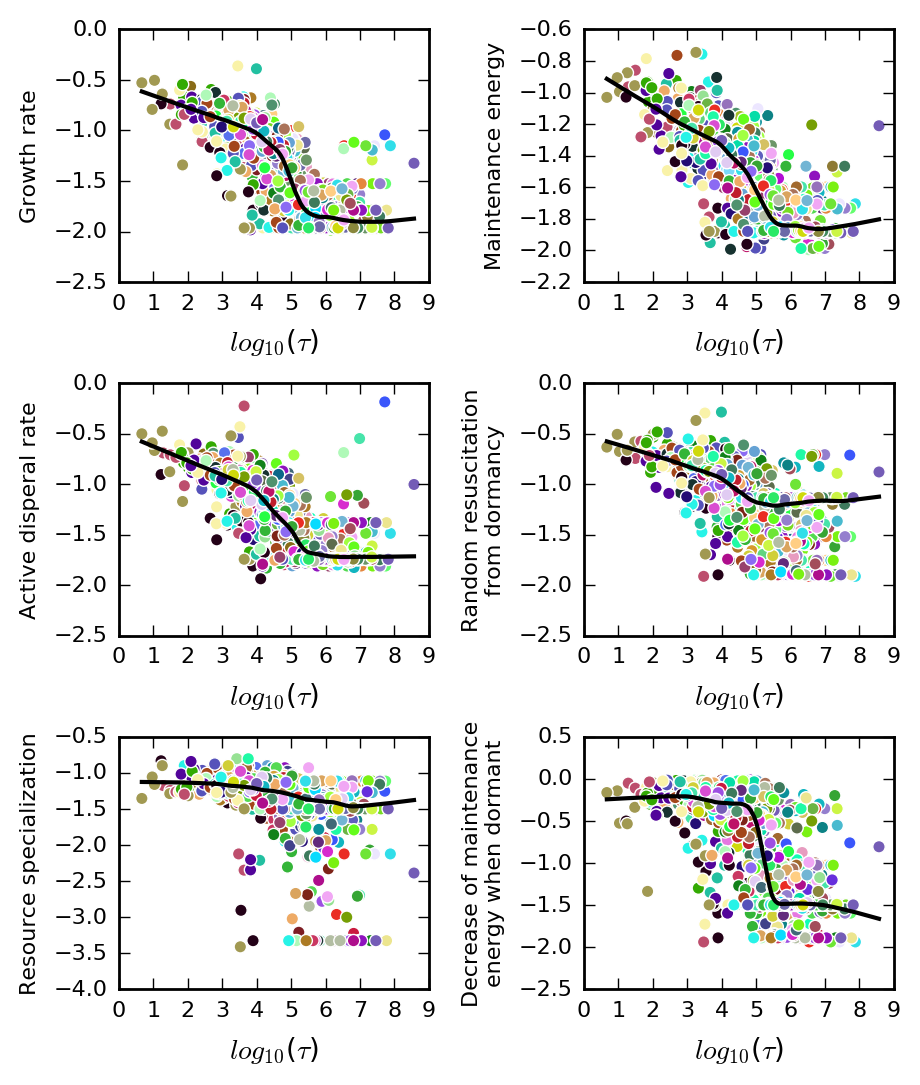 Growth rate
0.0
−0.5
−1.0
−1.5
−2.0
−2.5
0 1 2 3 4 5 6 7 8 9
log10(τ)
Maintenance energy
−0.6
−0.8
−1.0
−1.2
−1.4
−1.6
−1.8
−2.0
−2.2
0 1 2 3 4 5 6 7 8 9
log10(τ)
Active disperal rate
0.0
−0.5
−1.0
−1.5
−2.0
−2.5
0 1 2 3 4 5 6 7 8 9
log10(τ)
Random resuscitation
from dormancy
0.0
−0.5
−1.0
−1.5
−2.0
−2.5
0 1 2 3 4 5 6 7 8 9
log10(τ)
Resource specialization
−0.5
−1.0
−1.5
−2.0
−2.5
−3.0
−3.5
−4.0
0 1 2 3 4 5 6 7 8 9
log10(τ)
Decrease of maintenance
energy when dormant
0.5
0.0
−0.5
−1.0
−1.5
−2.0
−2.5
0 1 2 3 4 5 6 7 8 9
log10(τ)